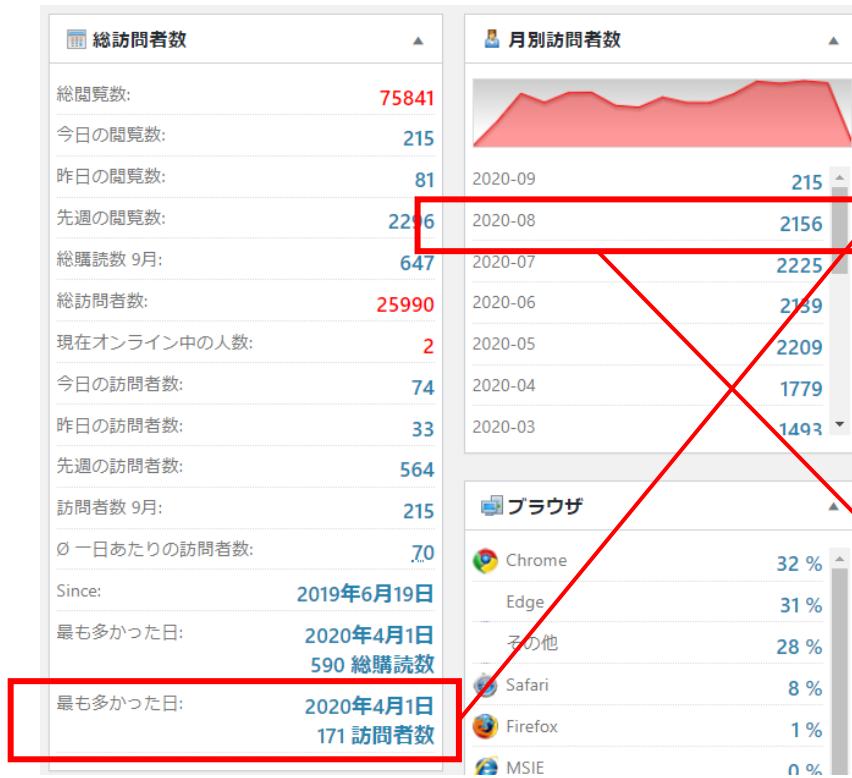 総訪問者数
総閲覧数: 75841
今日の閲覧数: 215
昨日の閲覧数: 81
先週の閲覧数: 2296
総購読数 9月: 647
総訪問者数: 25990
現在オンライン中の人数: 2
今日の訪問者数: 74
昨日の訪問者数: 33
先週の訪問者数: 564
訪問者数 9月: 215
Ø 一日あたりの訪問者数: 70
Since: 2019年6月19日
最も多かった日: 2020年4月1日
590 総購読数
最も多かった日: 2020年4月1日
171 訪問者数
月別訪問者数
2020-09 215
2020-08 2156
2020-07 2225
2020-06 2139
2020-05 2209
2020-04 1779
2020-03 1493
ブラウザ
Chrome 32 %
Edge 31 %
その他 28 %
Safari 8 %
Firefox 1 %
MSIE 0 %